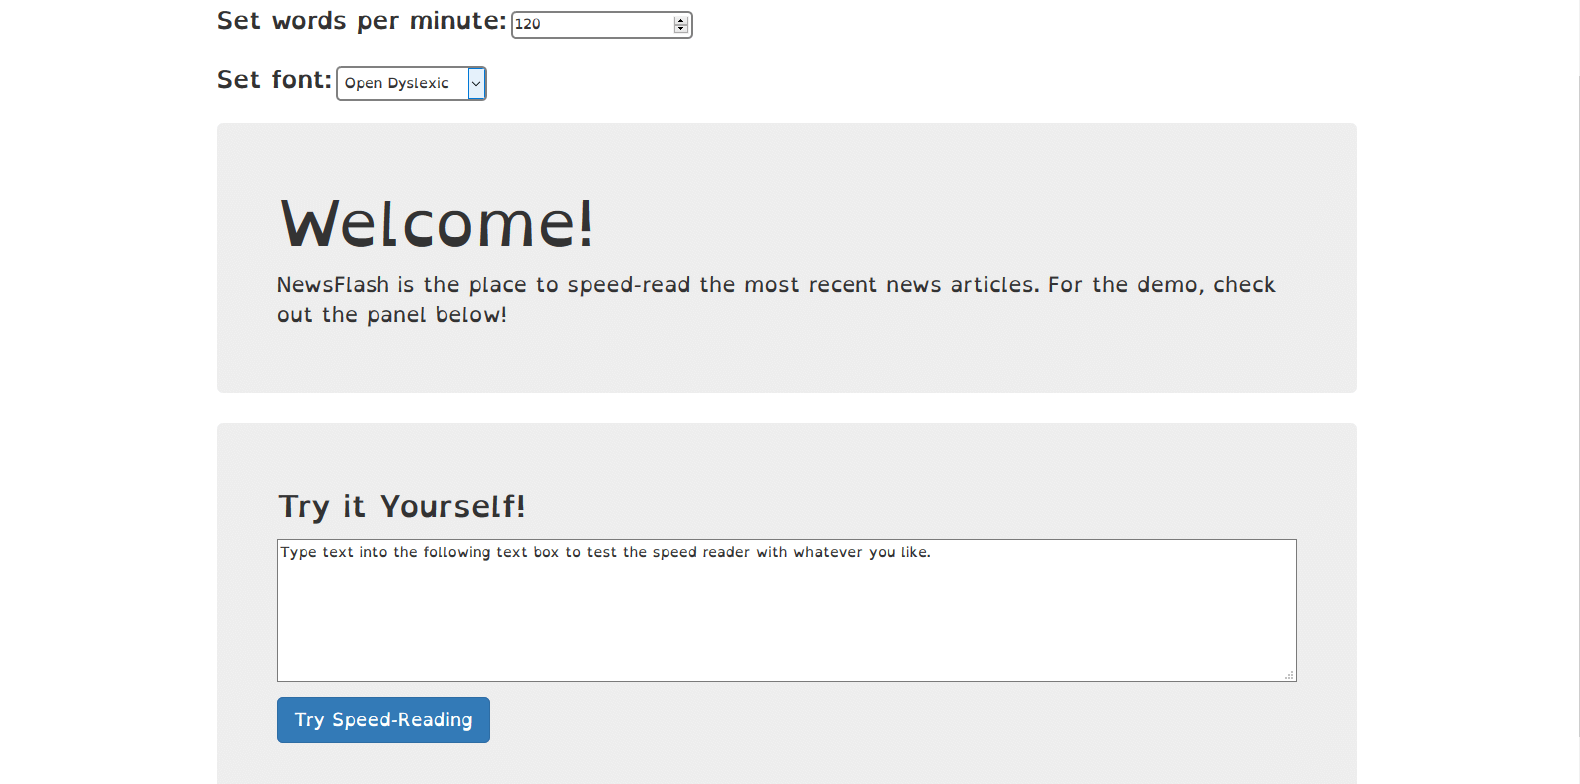 Set words per minute: 120
Set font: Open Dyslexic
Welcome!
NewsFlash is the place to speed-read the most recent news articles. For the demo, check
out the panel below!
Try it Yourself!
Type text into the following text box to test the speed reader with whatever you like.
Try Speed-Reading